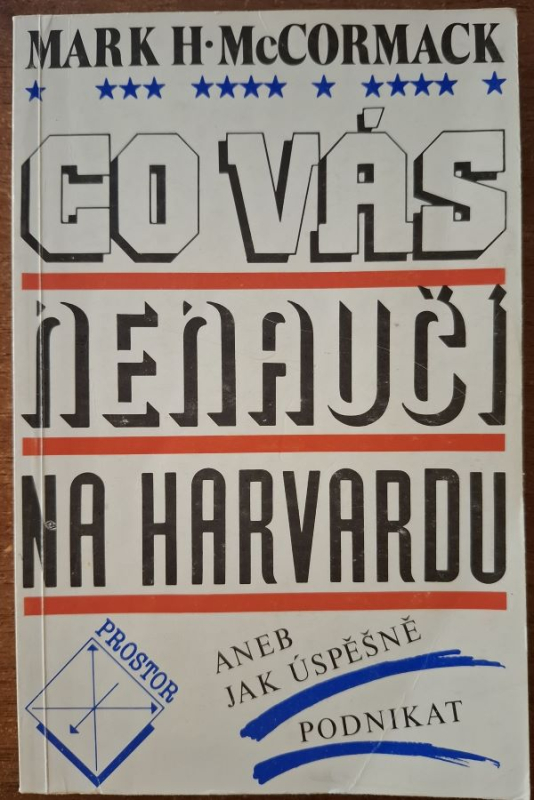 MARK H·McCORMACK
CO VÁS
NENAUČÍ
NA HARVARDU
PROSTOR
ANEB
JAK ÚSPĚŠNĚ
PODNIKAT